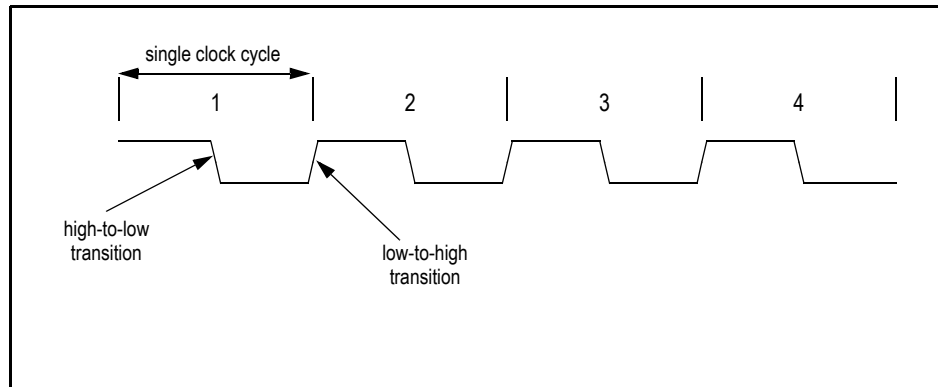 single clock cycle
1 2 3 4
high-to-low
transition
low-to-high
transition